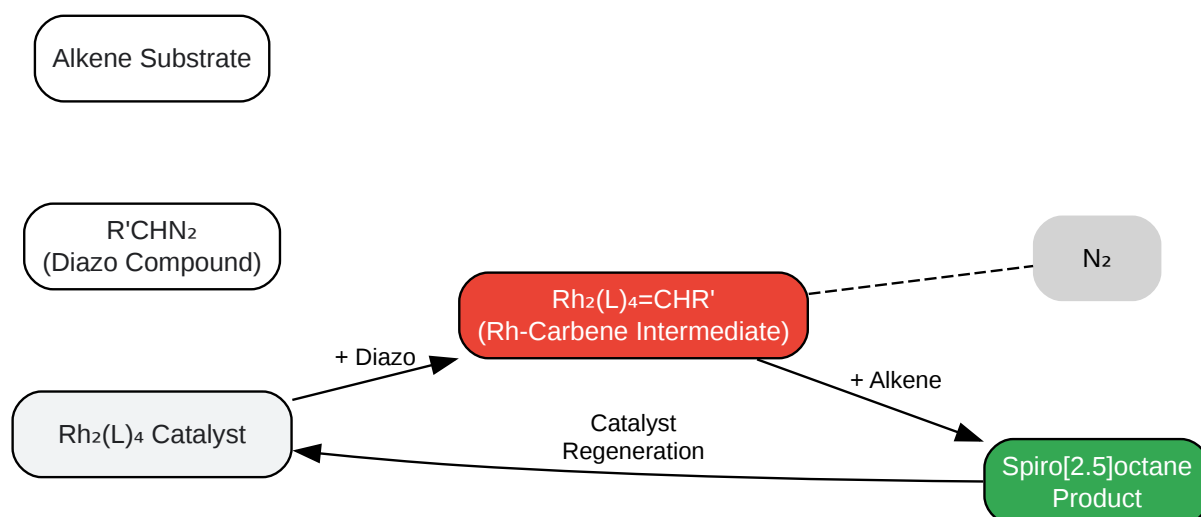 Alkene Substrate
R'CHN₂
(Diazo Compound)
N₂
Rh₂(L)₄=CHR'
(Rh-Carbene Intermediate)
+ Diazo
+ Alkene
Rh₂(L)₄ Catalyst
Catalyst
Regeneration
Spiro[2.5]octane
Product